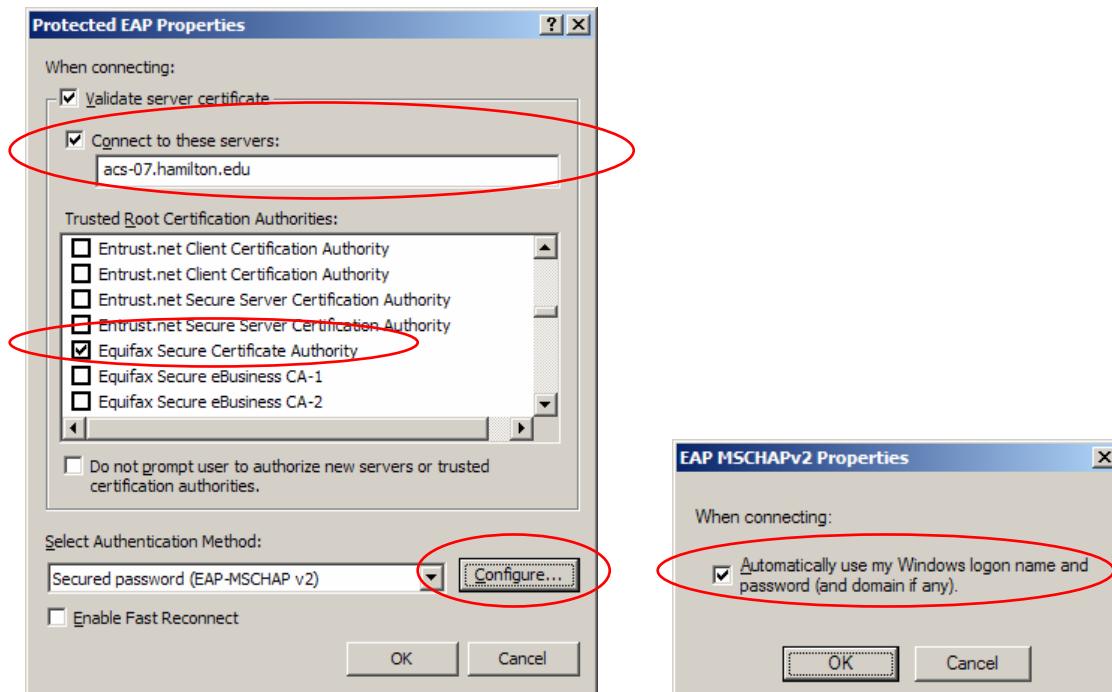 Protected EAP Properties
When connecting:
Validate server certificate
Connect to these servers:
acs-07.hamilton.edu
Trusted Root Certification Authorities:
Entrust.net Client Certification Authority
Entrust.net Client Certification Authority
Entrust.net Secure Server Certification Authority
Entrust.net Secure Server Certification Authority
Equifax Secure Certificate Authority
Equifax Secure eBusiness CA-1
Equifax Secure eBusiness CA-2
Do not prompt user to authorize new servers or trusted
certification authorities.
Select Authentication Method:
Secured password (EAP-MSCHAP v2)
Configure...
Enable Fast Reconnect
OK
Cancel
EAP MSCHAPv2 Properties
When connecting:
Automatically use my Windows logon name and
password (and domain if any).
OK
Cancel